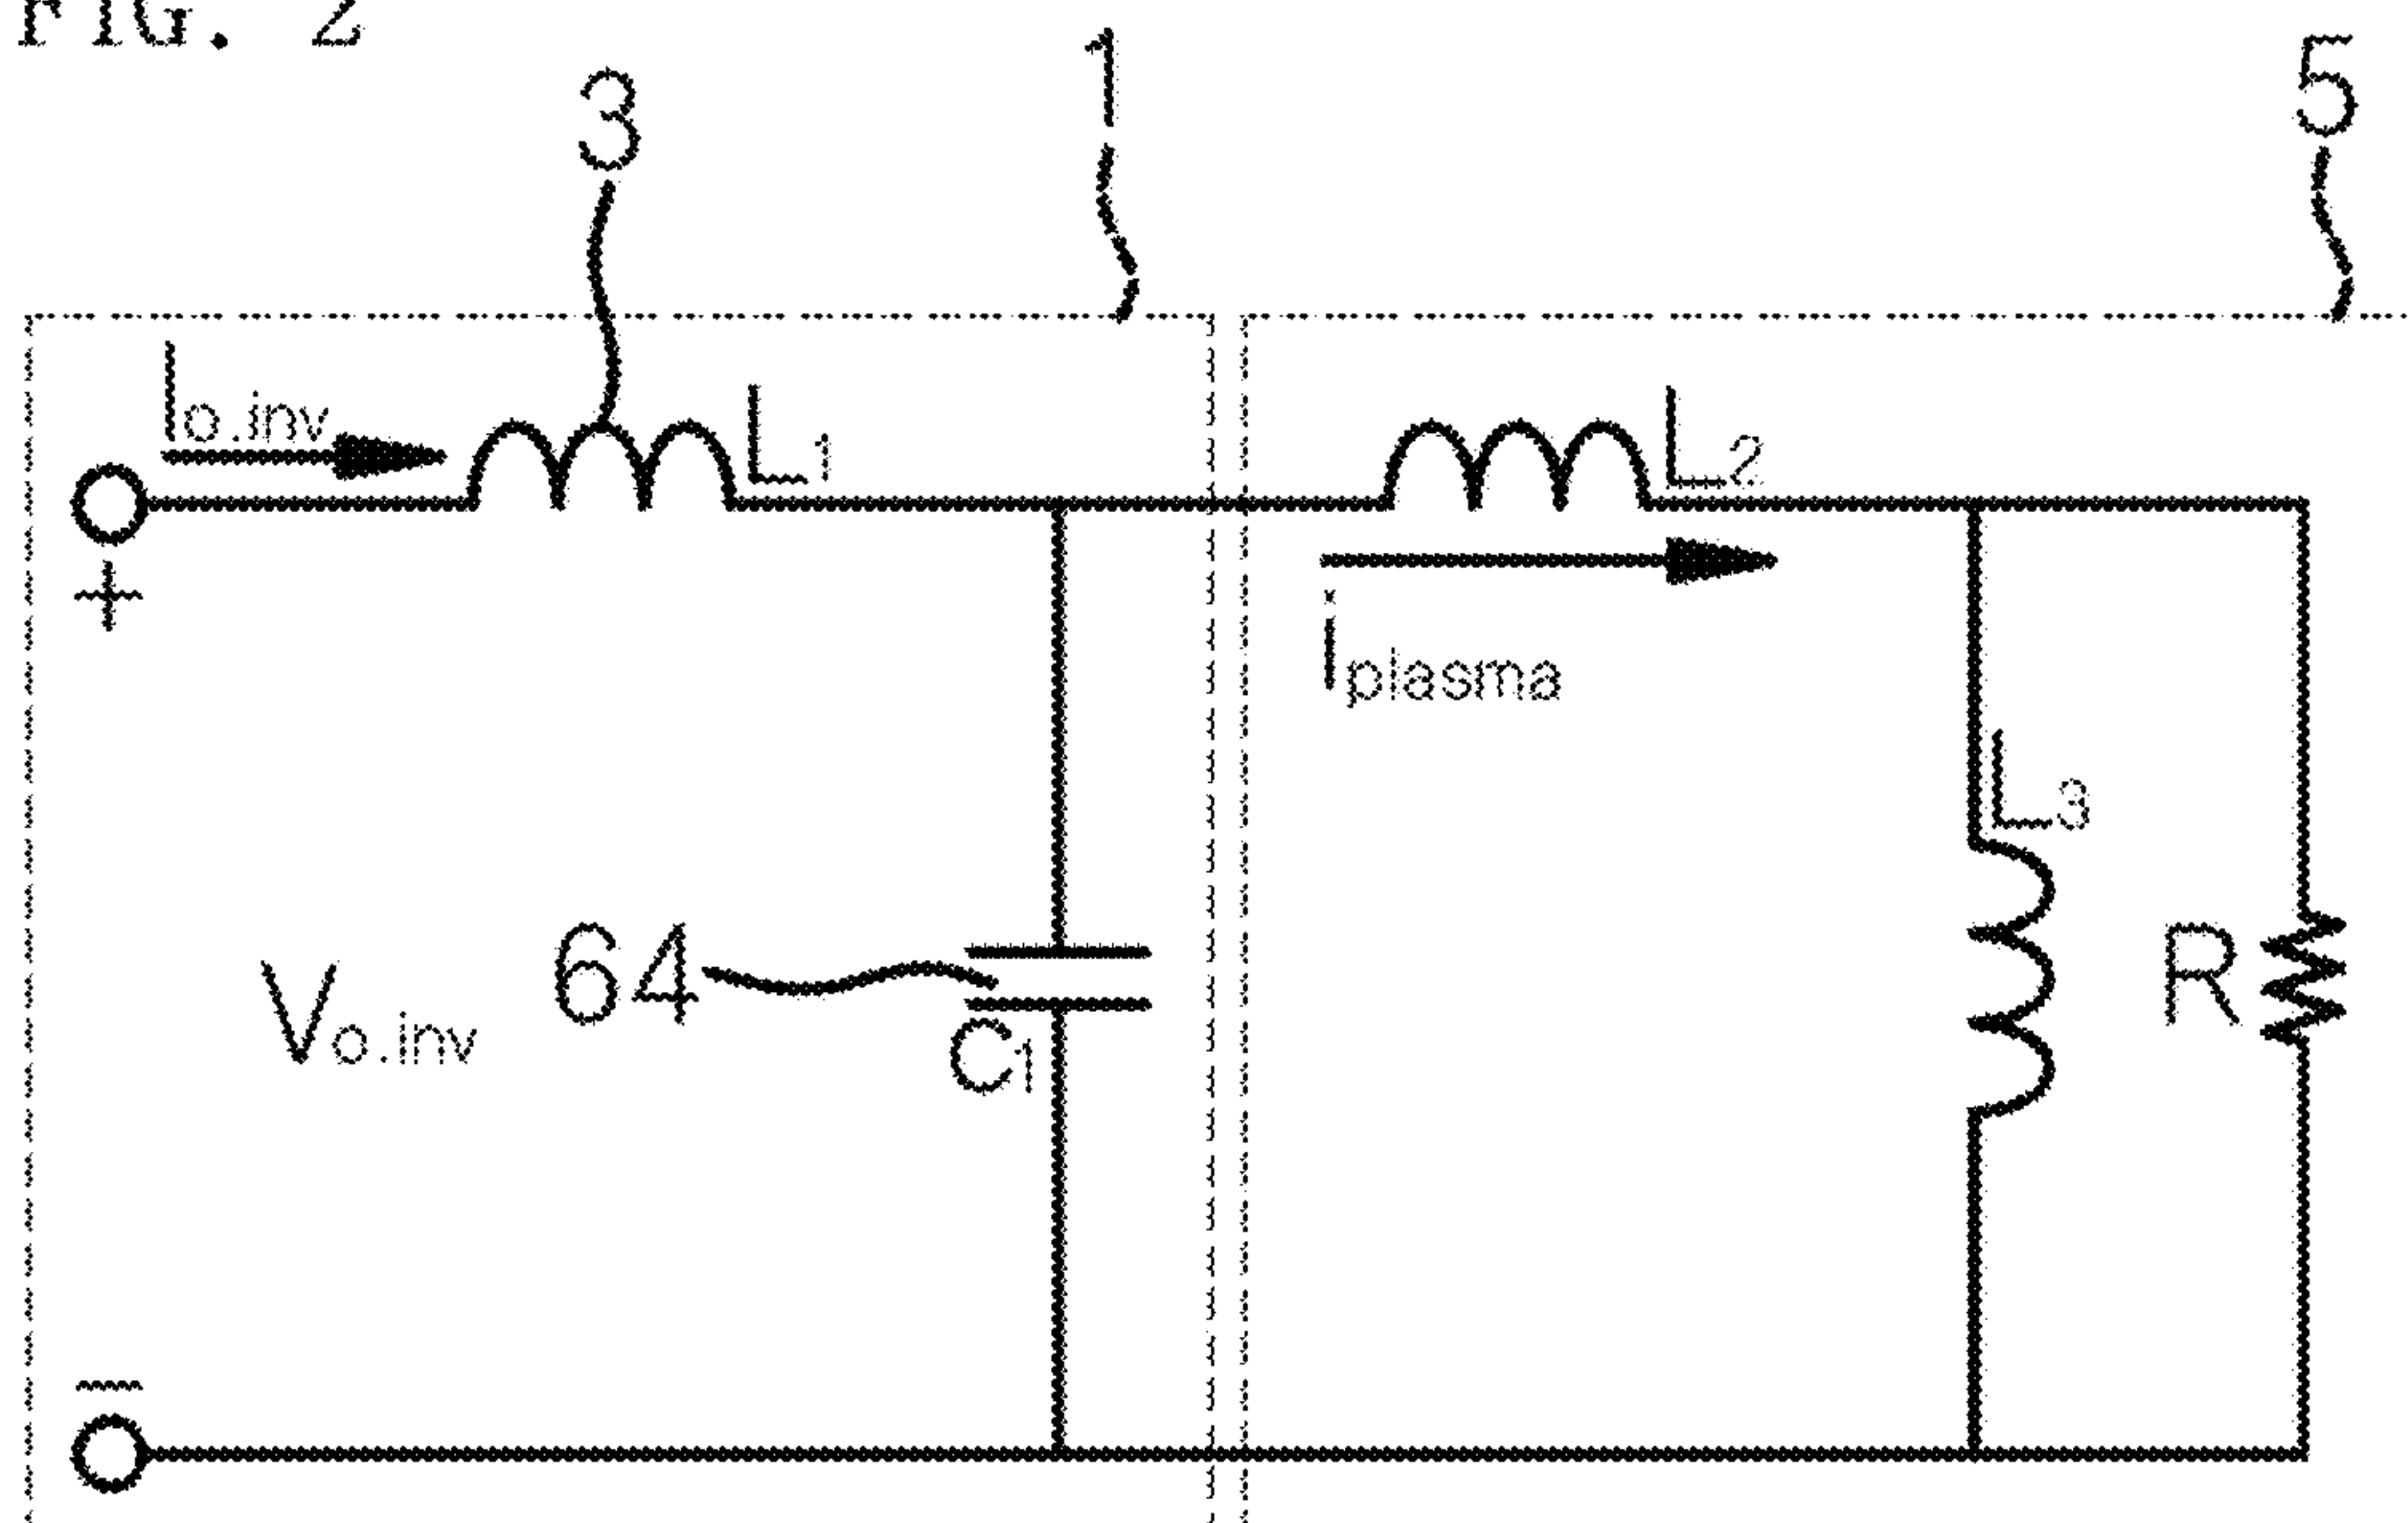 FIG. 2
3
1
5
Io.inv
L1
L2
+
iplasma
L3
Vo.inv
64
C1
R
−